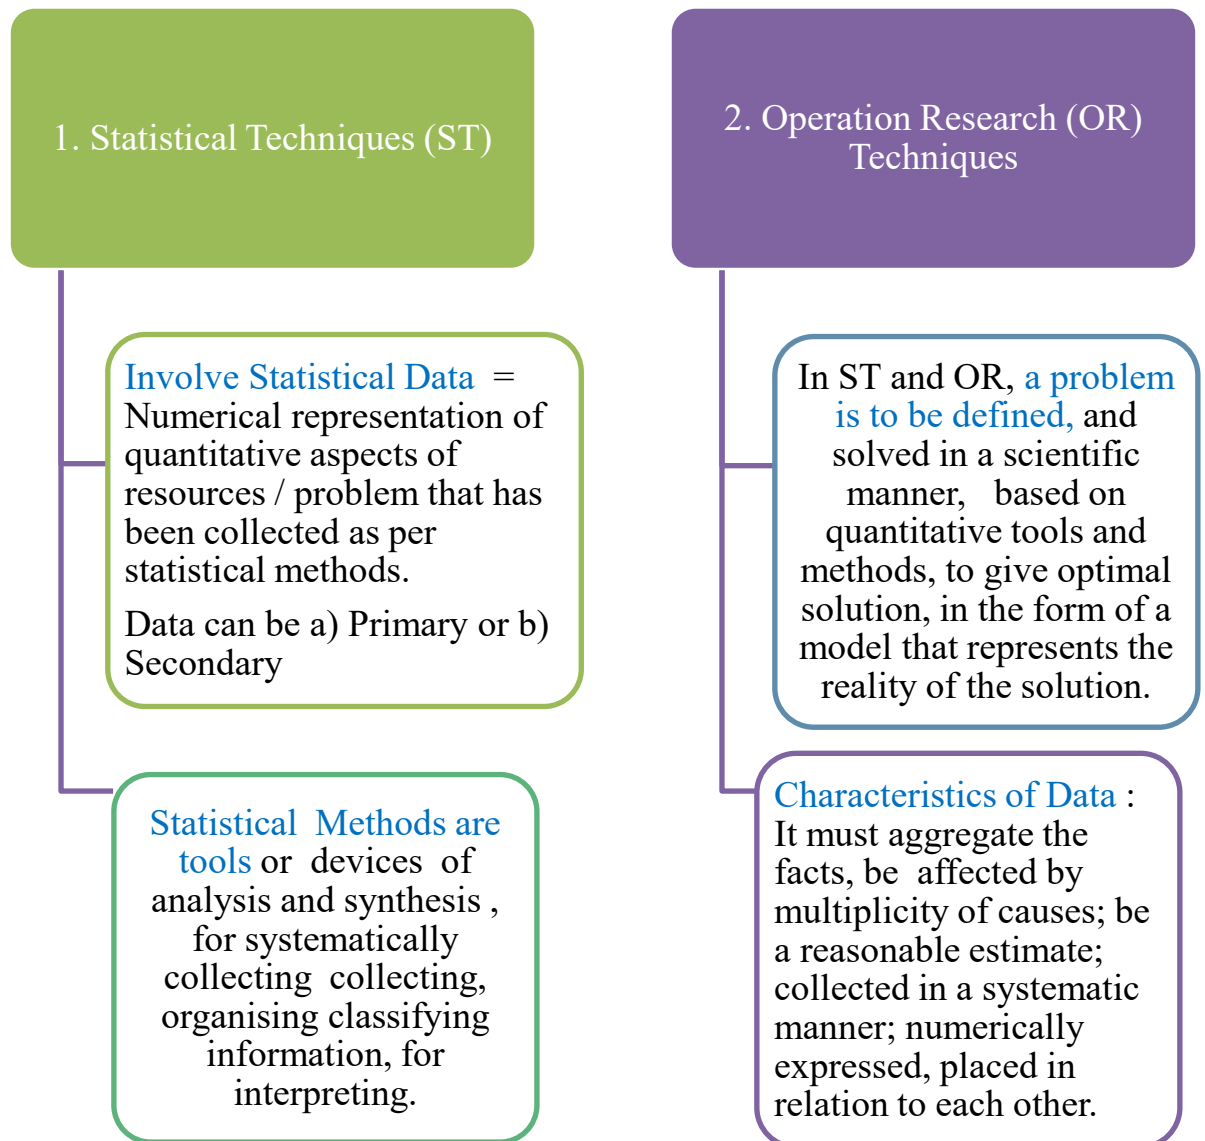 1. Statistical Techniques (ST)
Involve Statistical Data  =
Numerical representation of
quantitative aspects of
resources / problem that has
been collected as per
statistical methods.
Data can be a) Primary or b)
Secondary
Statistical  Methods are
tools or  devices  of
analysis and synthesis ,
for systematically
collecting  collecting,
organising classifying
information, for
interpreting.
2. Operation Research (OR)
Techniques
In ST and OR, a problem
is to be defined, and
solved in a scientific
manner,   based on
quantitative tools and
methods, to give optimal
solution, in the form of a
model that represents the
reality of the solution.
Characteristics of Data :
It must aggregate the
facts, be  affected by
multiplicity of causes; be
a reasonable estimate;
collected in a systematic
manner; numerically
expressed, placed in
relation to each other.